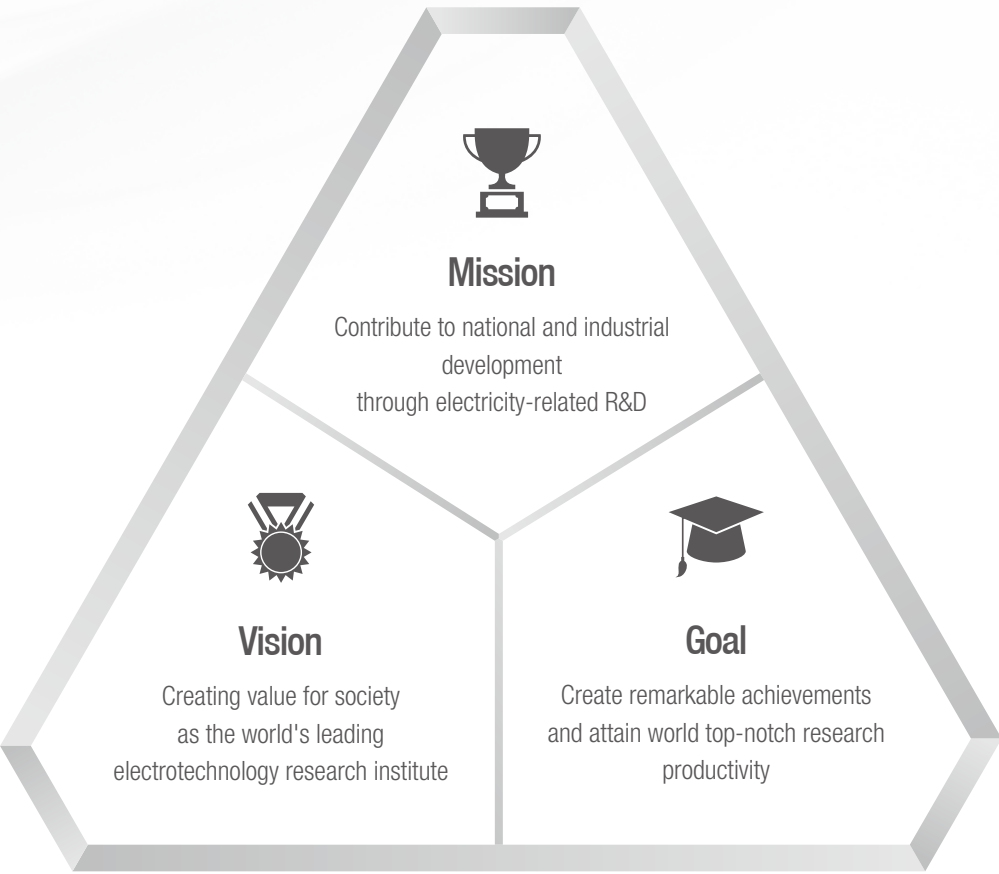 Mission
Contribute to national and industrial
development
through electricity-related R&D
Vision
Creating value for society
as the world's leading
electrotechnology research institute
Goal
Create remarkable achievements
and attain world top-notch research
productivity